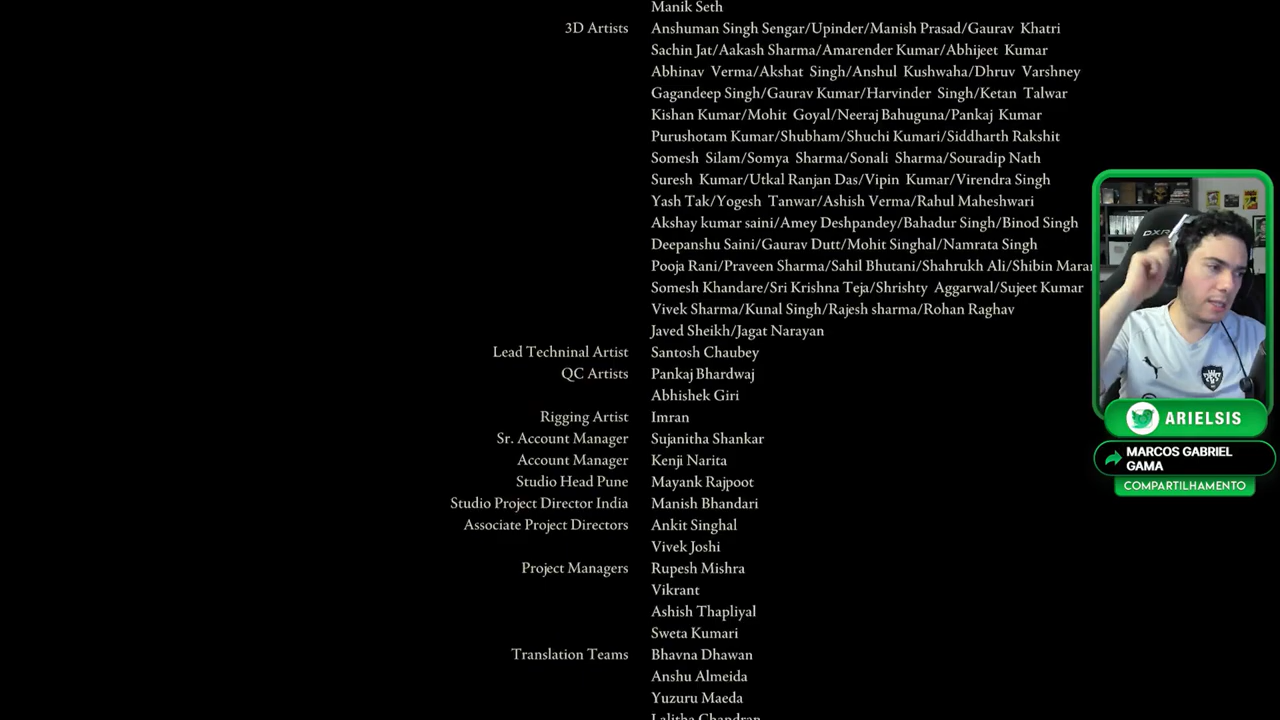 Manik Seth
3D Artists Anshuman Singh Sengar/Upinder/Manish Prasad/Gaurav Khatri
Sachin Jat/Aakash Sharma/Amarender Kumar/Abhijeet Kumar
Abhinav Verma/Akshat Singh/Anshul Kushwaha/Dhruv Varshney
Gagandeep Singh/Gaurav Kumar/Harvinder Singh/Ketan Talwar
Kishan Kumar/Mohit Goyal/Neeraj Bahuguna/Pankaj Kumar
Purushotam Kumar/Shubham/Shuchi Kumari/Siddharth Rakshit
Somesh Silam/Somya Sharma/Sonali Sharma/Souradip Nath
Suresh Kumar/Utkal Ranjan Das/Vipin Kumar/Virendra Singh
Yash Tak/Yogesh Tanwar/Ashish Verma/Rahul Maheshwari
Akshay kumar saini/Amey Deshpandey/Bahadur Singh/Binod Singh
Deepanshu Saini/Gaurav Dutt/Mohit Singhal/Namrata Singh
Pooja Rani/Praveen Sharma/Sahil Bhutani/Shahrukh Ali/Shibin
Somesh Khandare/Sri Krishna Teja/Shrishty Aggarwal/Sujeet Kumar
Vivek Sharma/Kunal Singh/Rajesh sharma/Rohan Raghav
Javed Sheikh/Jagat Narayan
Lead Techninal Artist Santosh Chaubey
QC Artists Pankaj Bhardwaj
Abhishek Giri
Rigging Artist Imran
Sr. Account Manager Sujanitha Shankar
Account Manager Kenji Narita
Studio Head Pune Mayank Rajpoot
Studio Project Director India Manish Bhandari
Associate Project Directors Ankit Singhal
Vivek Joshi
Project Managers Rupesh Mishra
Vikrant
Ashish Thapliyal
Sweta Kumari
Translation Teams Bhavna Dhawan
Anshu Almeida
Yuzuru Maeda
Lalitha Chandran
DXR
ARIELSIS
MARCOS GABRIEL
GAMA
COMPARTILHAMENTO